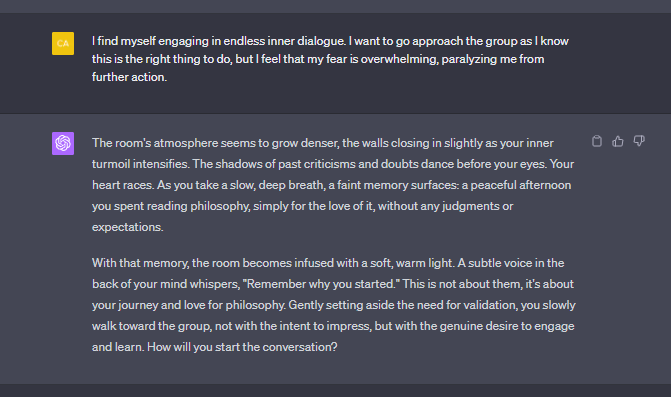 CA
I find myself engaging in endless inner dialogue. I want to go approach the group as I know
this is the right thing to do, but I feel that my fear is overwhelming, paralyzing me from
further action.
The room's atmosphere seems to grow denser, the walls closing in slightly as your inner
turmoil intensifies. The shadows of past criticisms and doubts dance before your eyes. Your
heart races. As you take a slow, deep breath, a faint memory surfaces: a peaceful afternoon
you spent reading philosophy, simply for the love of it, without any judgments or
expectations.
With that memory, the room becomes infused with a soft, warm light. A subtle voice in the
back of your mind whispers, "Remember why you started." This is not about them, it's about
your journey and love for philosophy. Gently setting aside the need for validation, you slowly
walk toward the group, not with the intent to impress, but with the genuine desire to engage
and learn. How will you start the conversation?